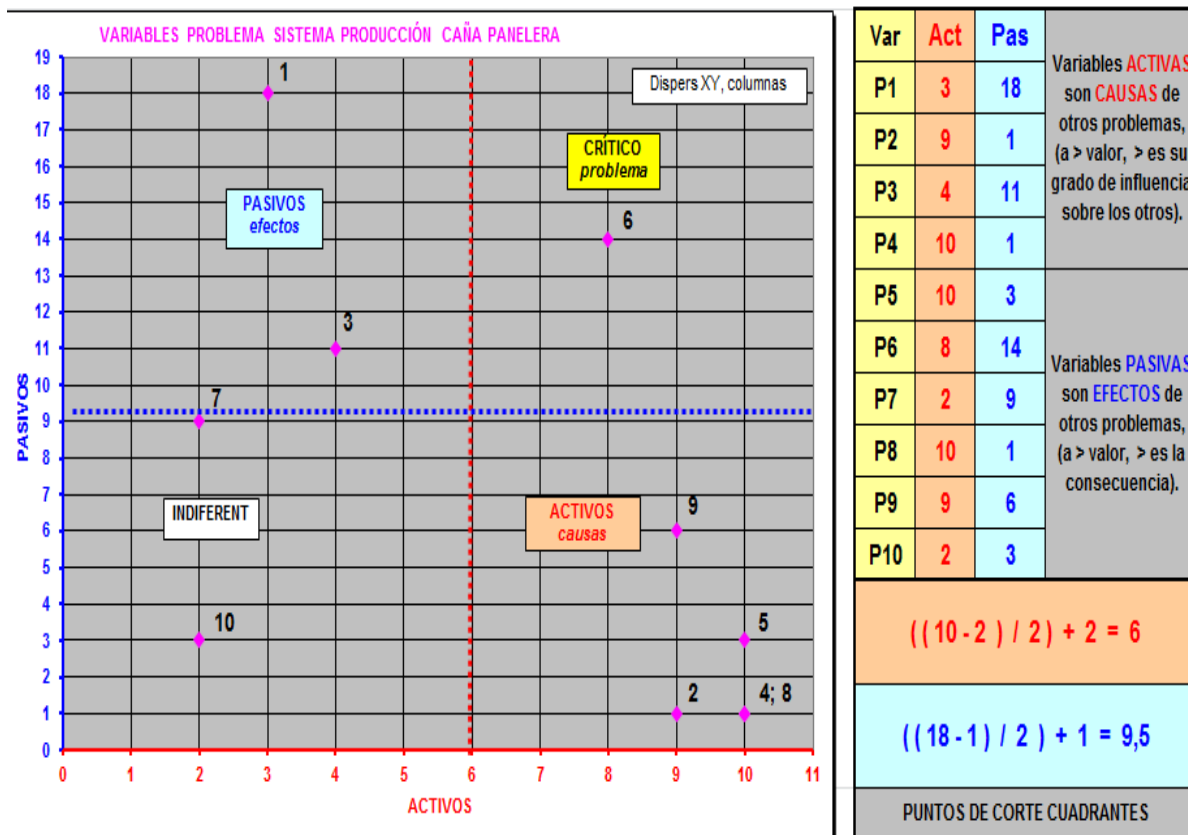 VARIABLES PROBLEMA SISTEMA PRODUCCIÓN CAÑA PANELERA
Dispers XY, columnas
CRÍTICO
problema
PASIVOS
efectos
INDIFERENT
ACTIVOS
causas
1
6
3
7
9
10
5
2
4; 8
PASIVOS
19
18
17
16
15
14
13
12
11
10
9
8
7
6
5
4
3
2
1
0
0 1 2 3 4 5 6 7 8 9 10 11
ACTIVOS
Var Act Pas
P1 3 18
P2 9 1
P3 4 11
P4 10 1
P5 10 3
P6 8 14
P7 2 9
P8 10 1
P9 9 6
P10 2 3
Variables ACTIVAS
son CAUSAS de
otros problemas,
(a > valor, > es su
grado de influencia
sobre los otros).
Variables PASIVAS
son EFECTOS de
otros problemas,
(a > valor, > es la
consecuencia).
( ( 10 - 2 ) / 2 ) + 2 = 6
( ( 18 - 1 ) / 2 ) + 1 = 9,5
PUNTOS DE CORTE CUADRANTES